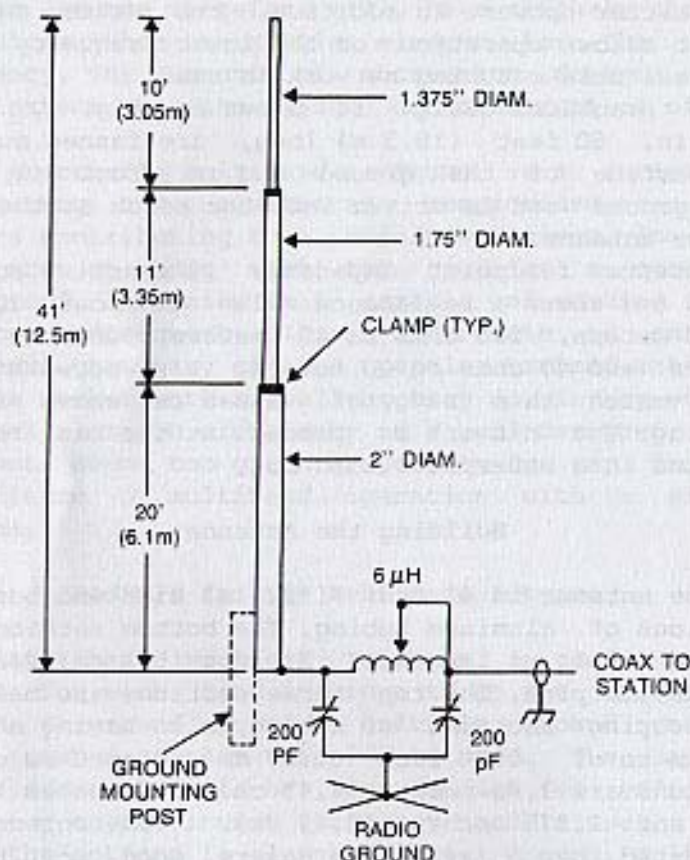 10'
(3.05m)
1.375" DIAM.
1.75" DIAM.
11'
(3.35m)
41'
(12.5m)
CLAMP (TYP.)
2" DIAM.
20'
(6.1m)
6 μH
COAX TO
STATION
200
PF
200
pF
GROUND
MOUNTING
POST
RADIO
GROUND